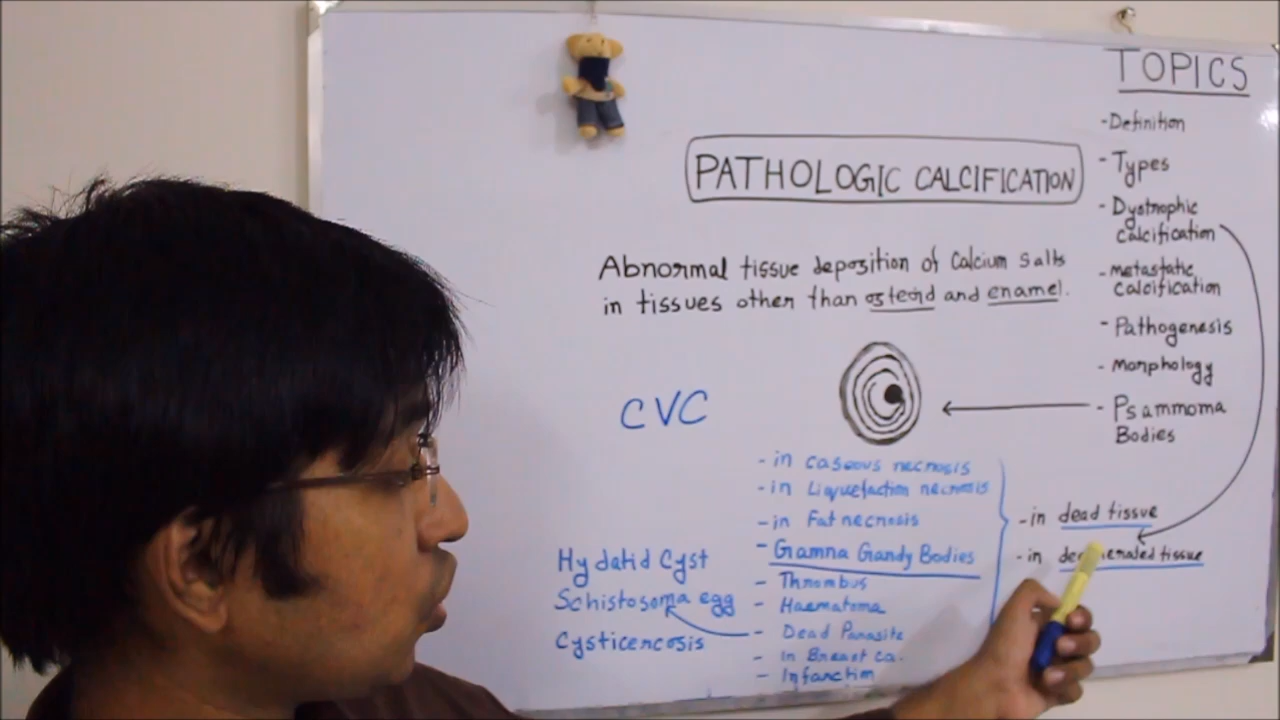 TOPICS
- Definition
- Types
- Dystrophic
calcification
- metastatic
calcification
- Pathogenesis
- Morphology
- Psammoma
Bodies
PATHOLOGIC CALCIFICATION
Abnormal tissue deposition of Calcium salts
in tissues other than osteoid and enamel.
CVC
- in caseous necrosis
- in Liquefaction necrosis
- in Fat necrosis
- Gamna Gandy Bodies
- Thrombus
- Haematoma
- Dead Parasite
- in Breast ca.
- Infarction
Hydatid Cyst
Schistosoma egg
Cysticercosis
- in dead tissue
- in tissue